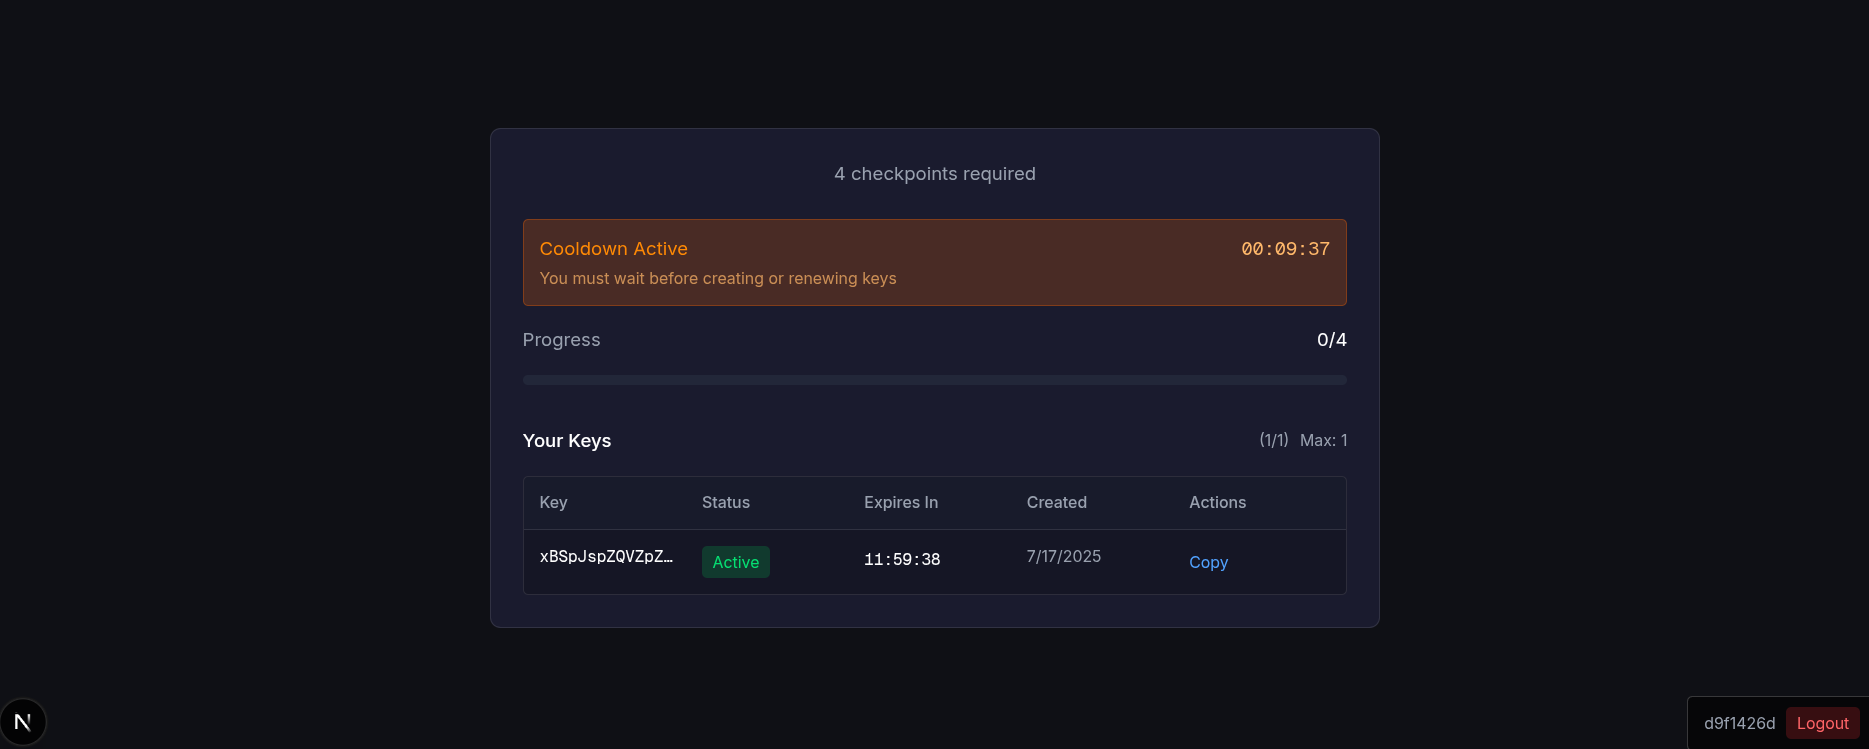 4 checkpoints required
Cooldown Active 00:09:37
You must wait before creating or renewing keys
Progress 0/4
Your Keys (1/1) Max: 1
Key Status Expires In Created Actions
xBSpJspZQVZpZ… Active 11:59:38 7/17/2025 Copy
N
d9f1426d Logout